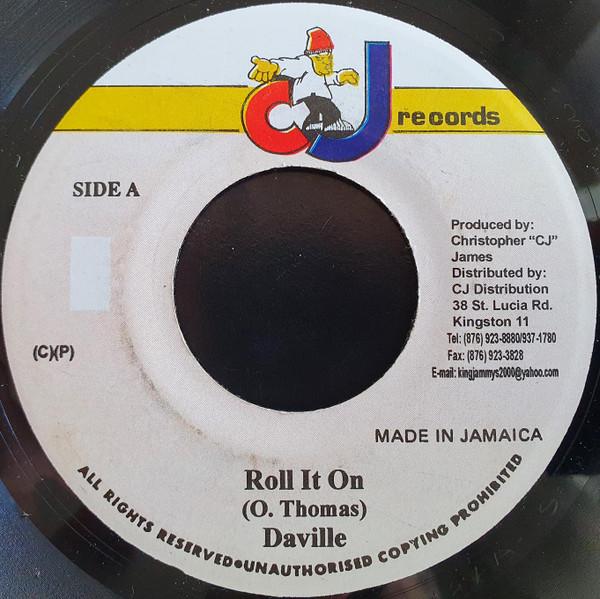 CJ records
SIDE A
Produced by:
Christopher "CJ"
James
Distributed by:
CJ Distribution
38 St. Lucia Rd.
Kingston 11
Tel: (876) 923-8880/937-1780
Fax: (876) 923-3828
E-mail: kingjammys2000@yahoo.com
(C)(P)
MADE IN JAMAICA
Roll It On
(O. Thomas)
Daville
ALL RIGHTS RESERVED•UNAUTHORISED COPYING PROHIBITED